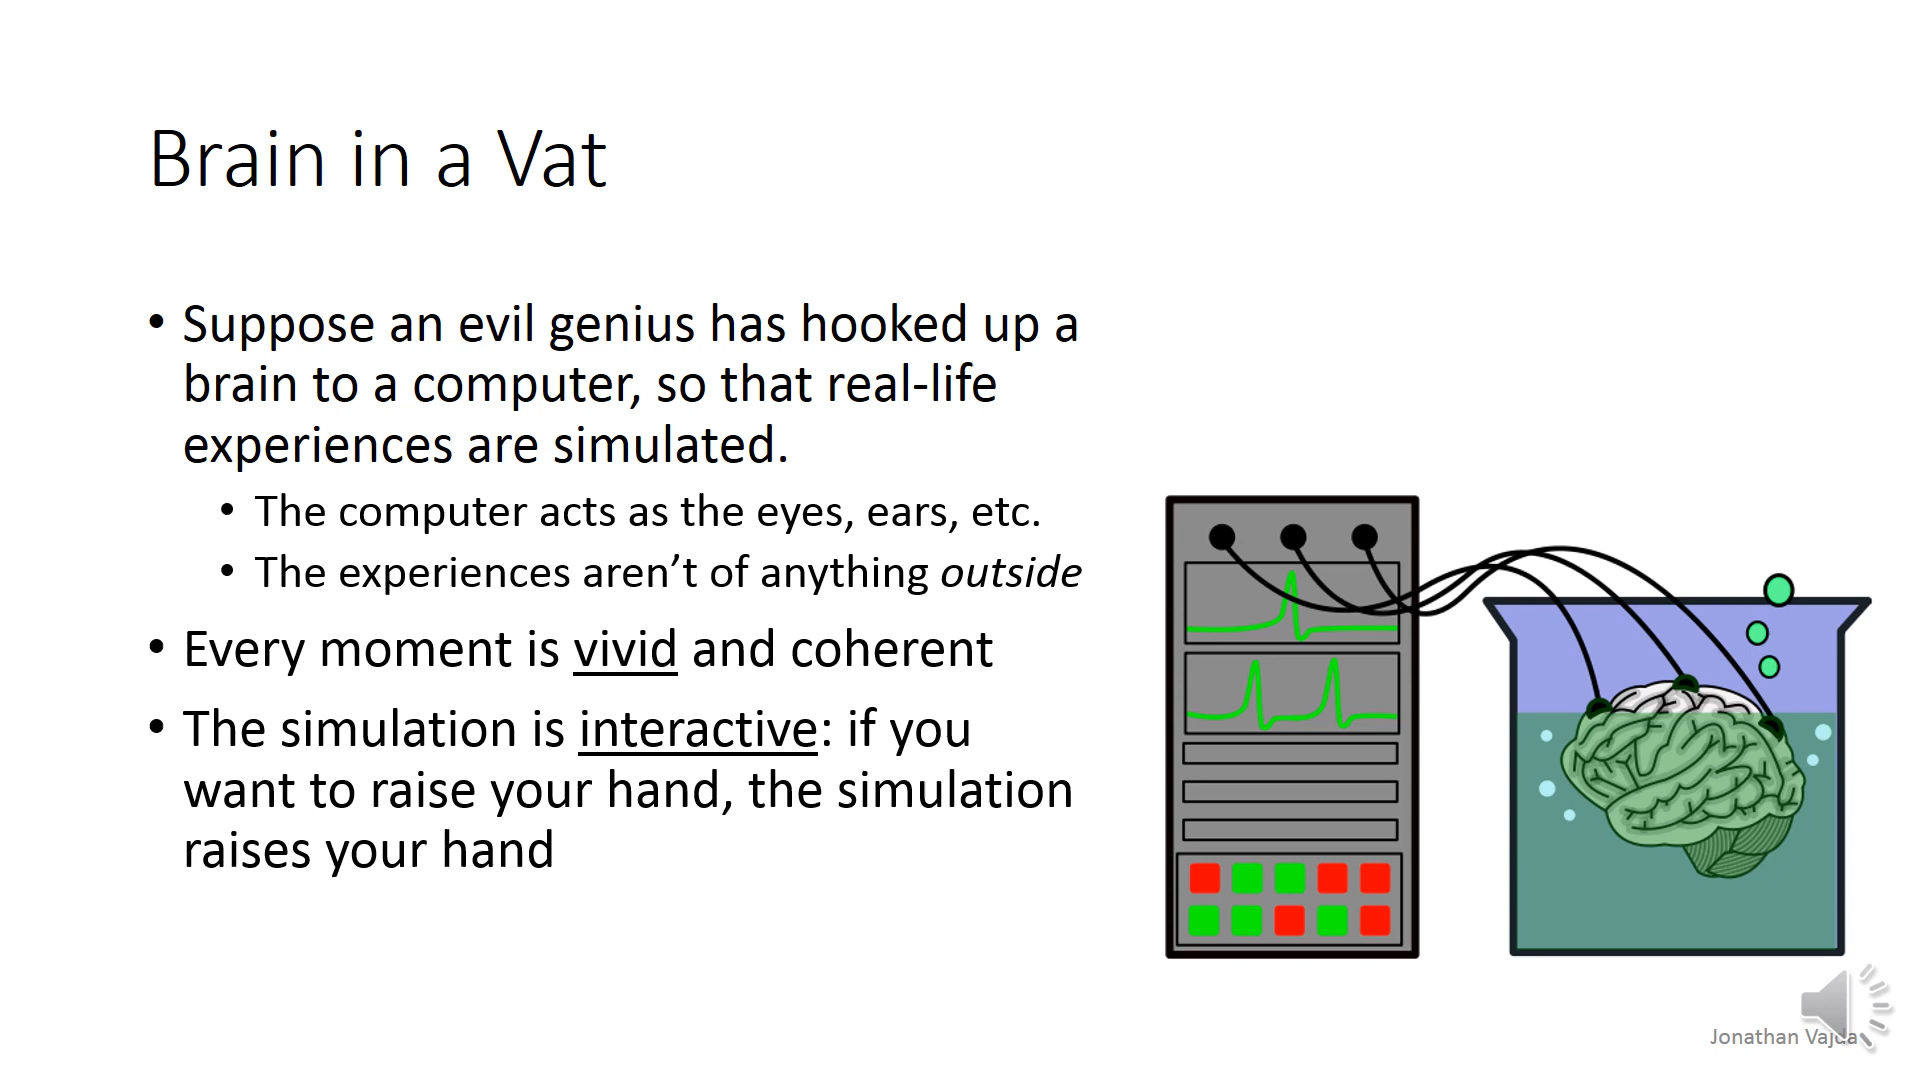 Brain in a Vat
• Suppose an evil genius has hooked up a
brain to a computer, so that real-life
experiences are simulated.
• The computer acts as the eyes, ears, etc.
• The experiences aren’t of anything outside
• Every moment is vivid and coherent
• The simulation is interactive: if you
want to raise your hand, the simulation
raises your hand
Jonathan Vajda